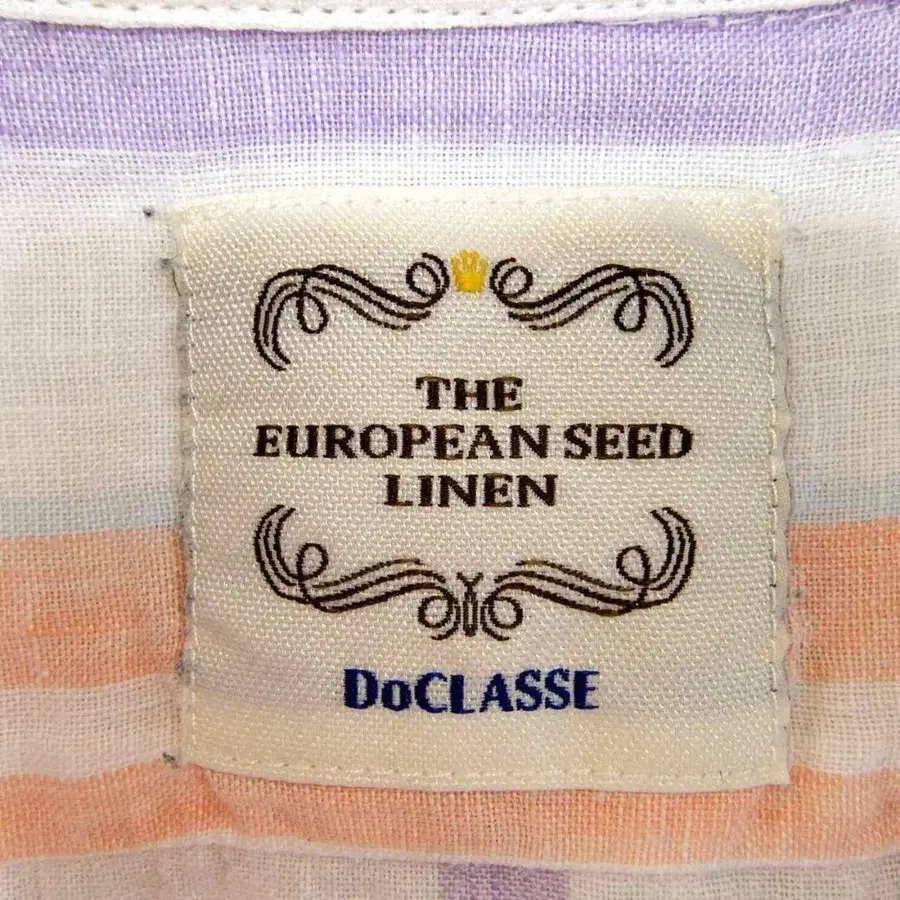 THE
EUROPEAN SEED
LINEN
DoCLASSE